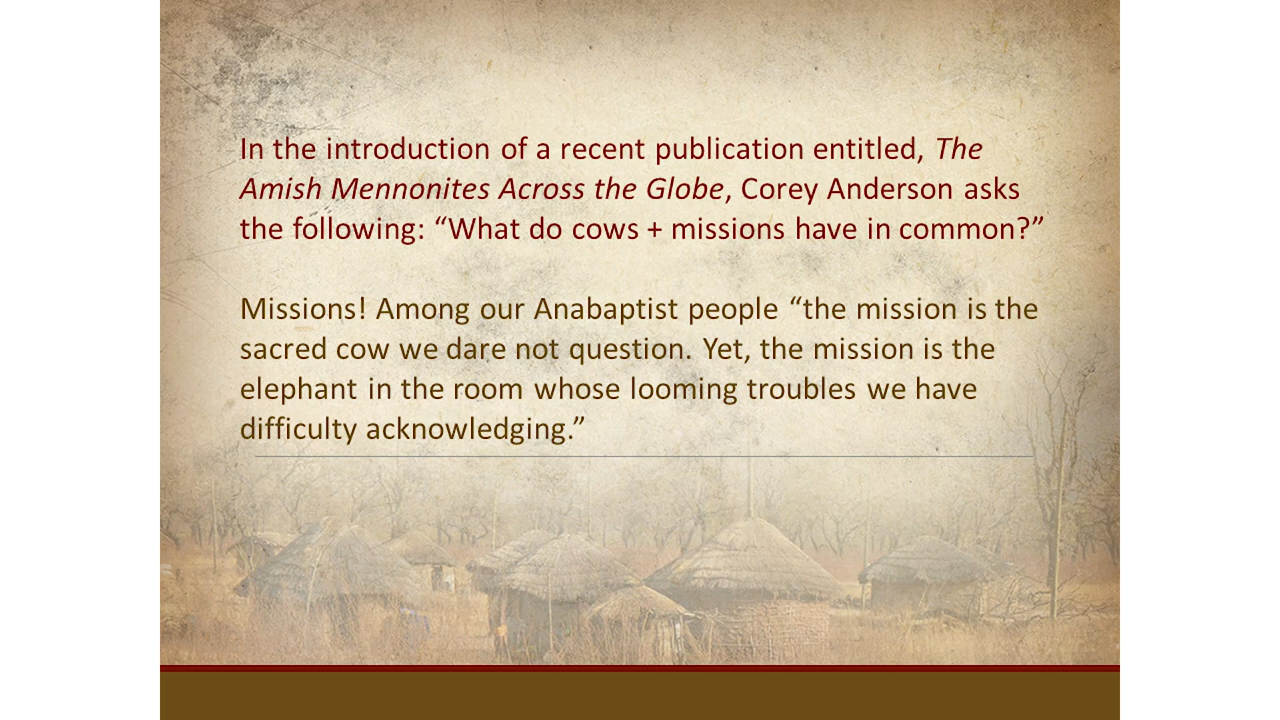 In the introduction of a recent publication entitled, The
Amish Mennonites Across the Globe, Corey Anderson asks
the following: “What do cows + missions have in common?”
Missions! Among our Anabaptist people “the mission is the
sacred cow we dare not question. Yet, the mission is the
elephant in the room whose looming troubles we have
difficulty acknowledging.”